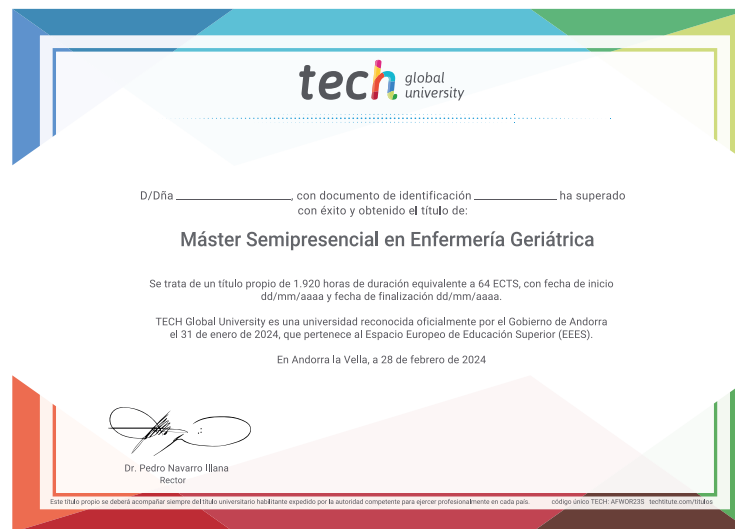 tech global university
D/Dña ______________, con documento de identificación __________ ha superado
con éxito y obtenido el título de:
Máster Semipresencial en Enfermería Geriátrica
Se trata de un título propio de 1.920 horas de duración equivalente a 64 ECTS, con fecha de inicio
dd/mm/aaaa y fecha de finalización dd/mm/aaaa.
TECH Global University es una universidad reconocida oficialmente por el Gobierno de Andorra
el 31 de enero de 2024, que pertenece al Espacio Europeo de Educación Superior (EEES).
En Andorra la Vella, a 28 de febrero de 2024
Dr. Pedro Navarro Illana
Rector
Este título propio se deberá acompañar siempre del título universitario habilitante expedido por la autoridad competente para ejercer profesionalmente en cada país. código único TECH: AFWOR23S techtitute.com/titulos